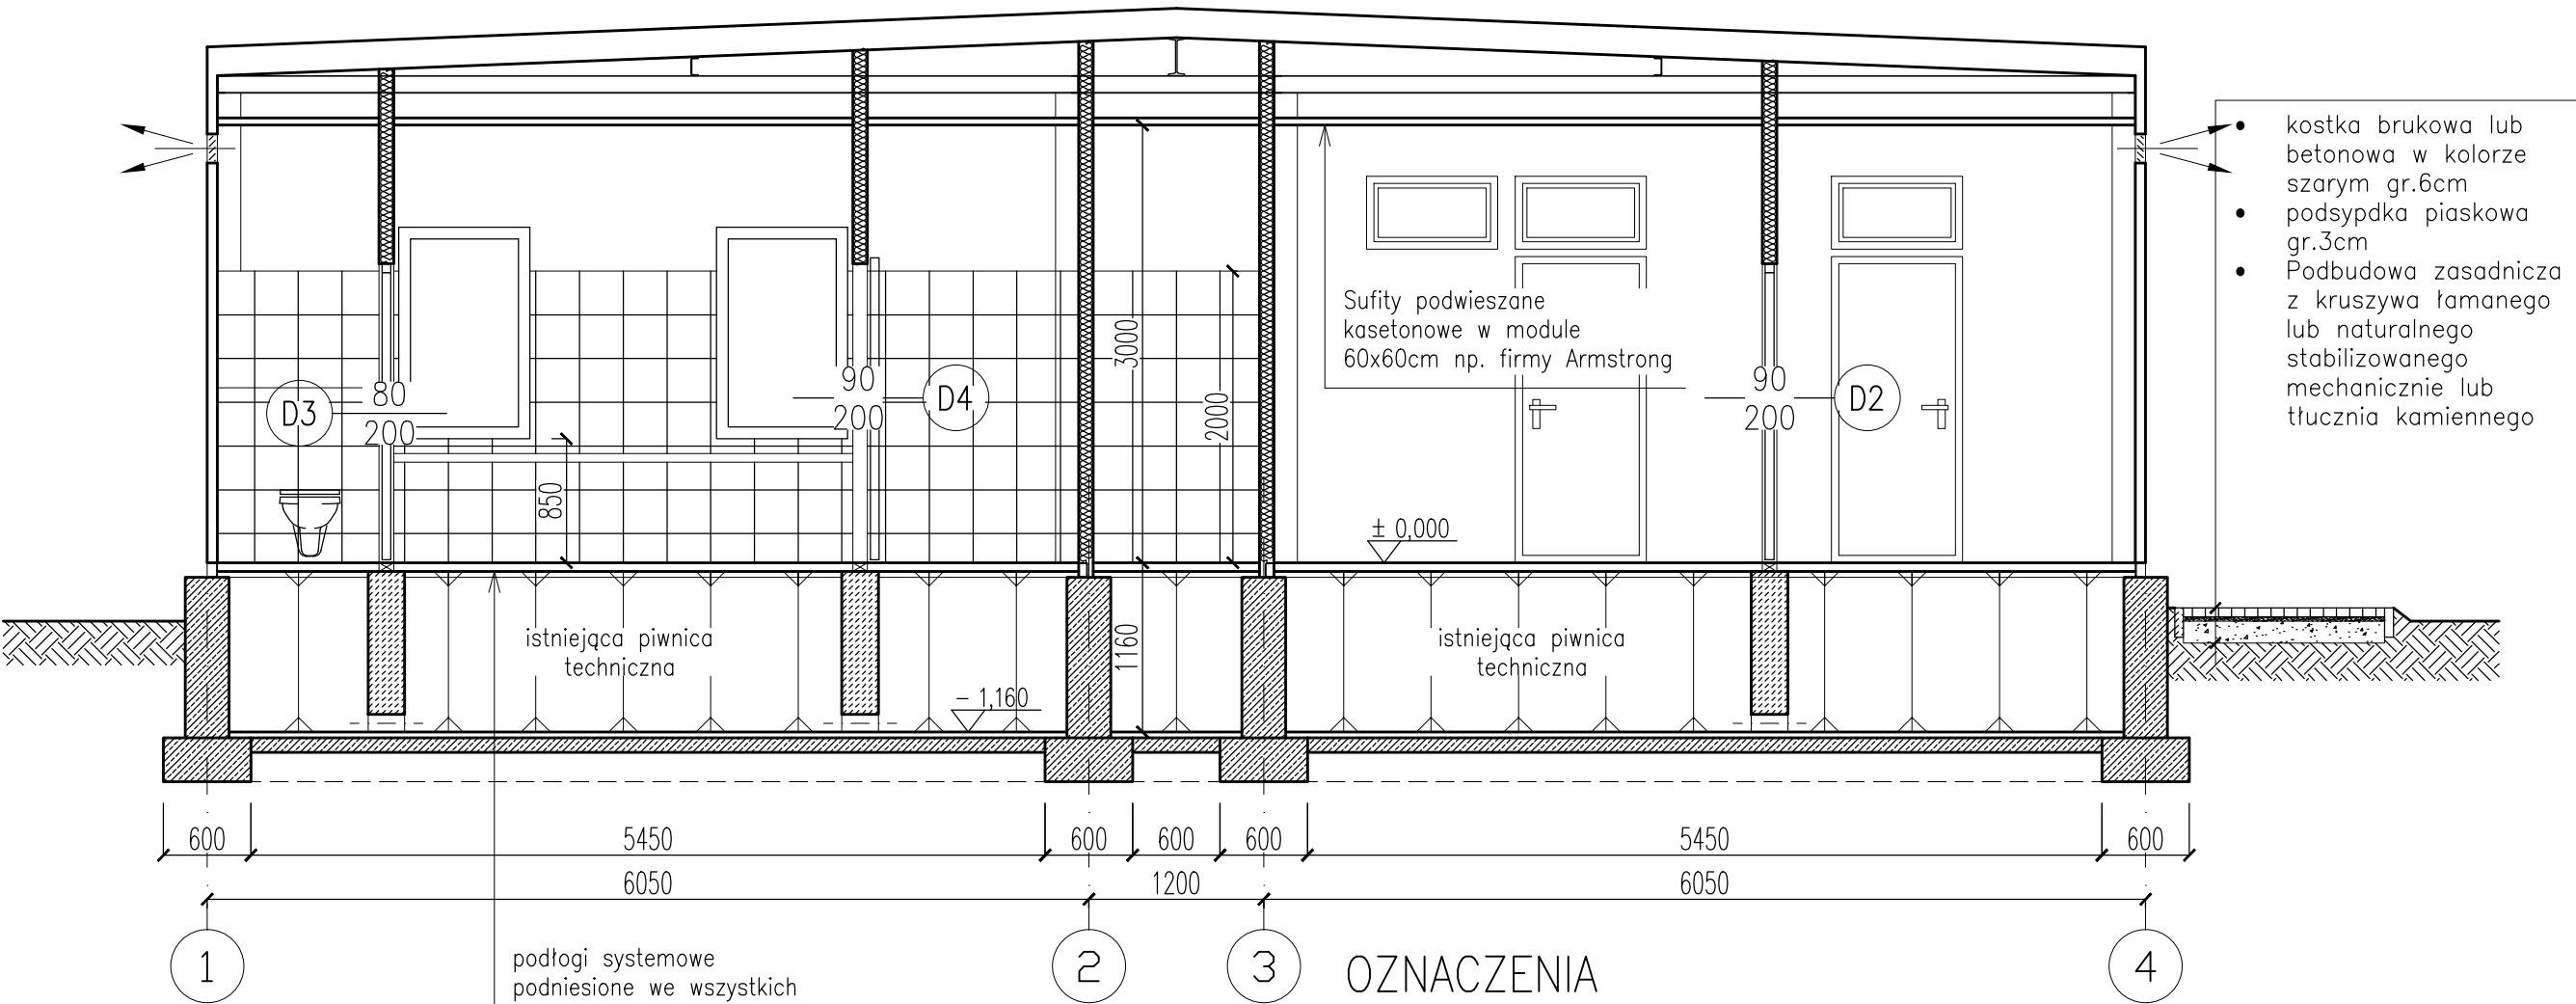 • kostka brukowa lub
betonowa w kolorze
szarym gr.6cm
• podsypdka piaskowa
gr.3cm
• Podbudowa zasadnicza
z kruszywa łamanego
lub naturalnego
stabilizowanego
mechanicznie lub
tłucznia kamiennego
Sufity podwieszane
kasetonowe w module
60x60cm np. firmy Armstrong
3000
2000
D3
80
200
90
200
D4
90
200
D2
850
± 0,000
istniejąca piwnica
techniczna
1160
istniejąca piwnica
techniczna
- 1,160
600
5450
600
600
600
5450
600
6050
1200
6050
1
2
3
4
podłogi systemowe
podniesione we wszystkich
OZNACZENIA